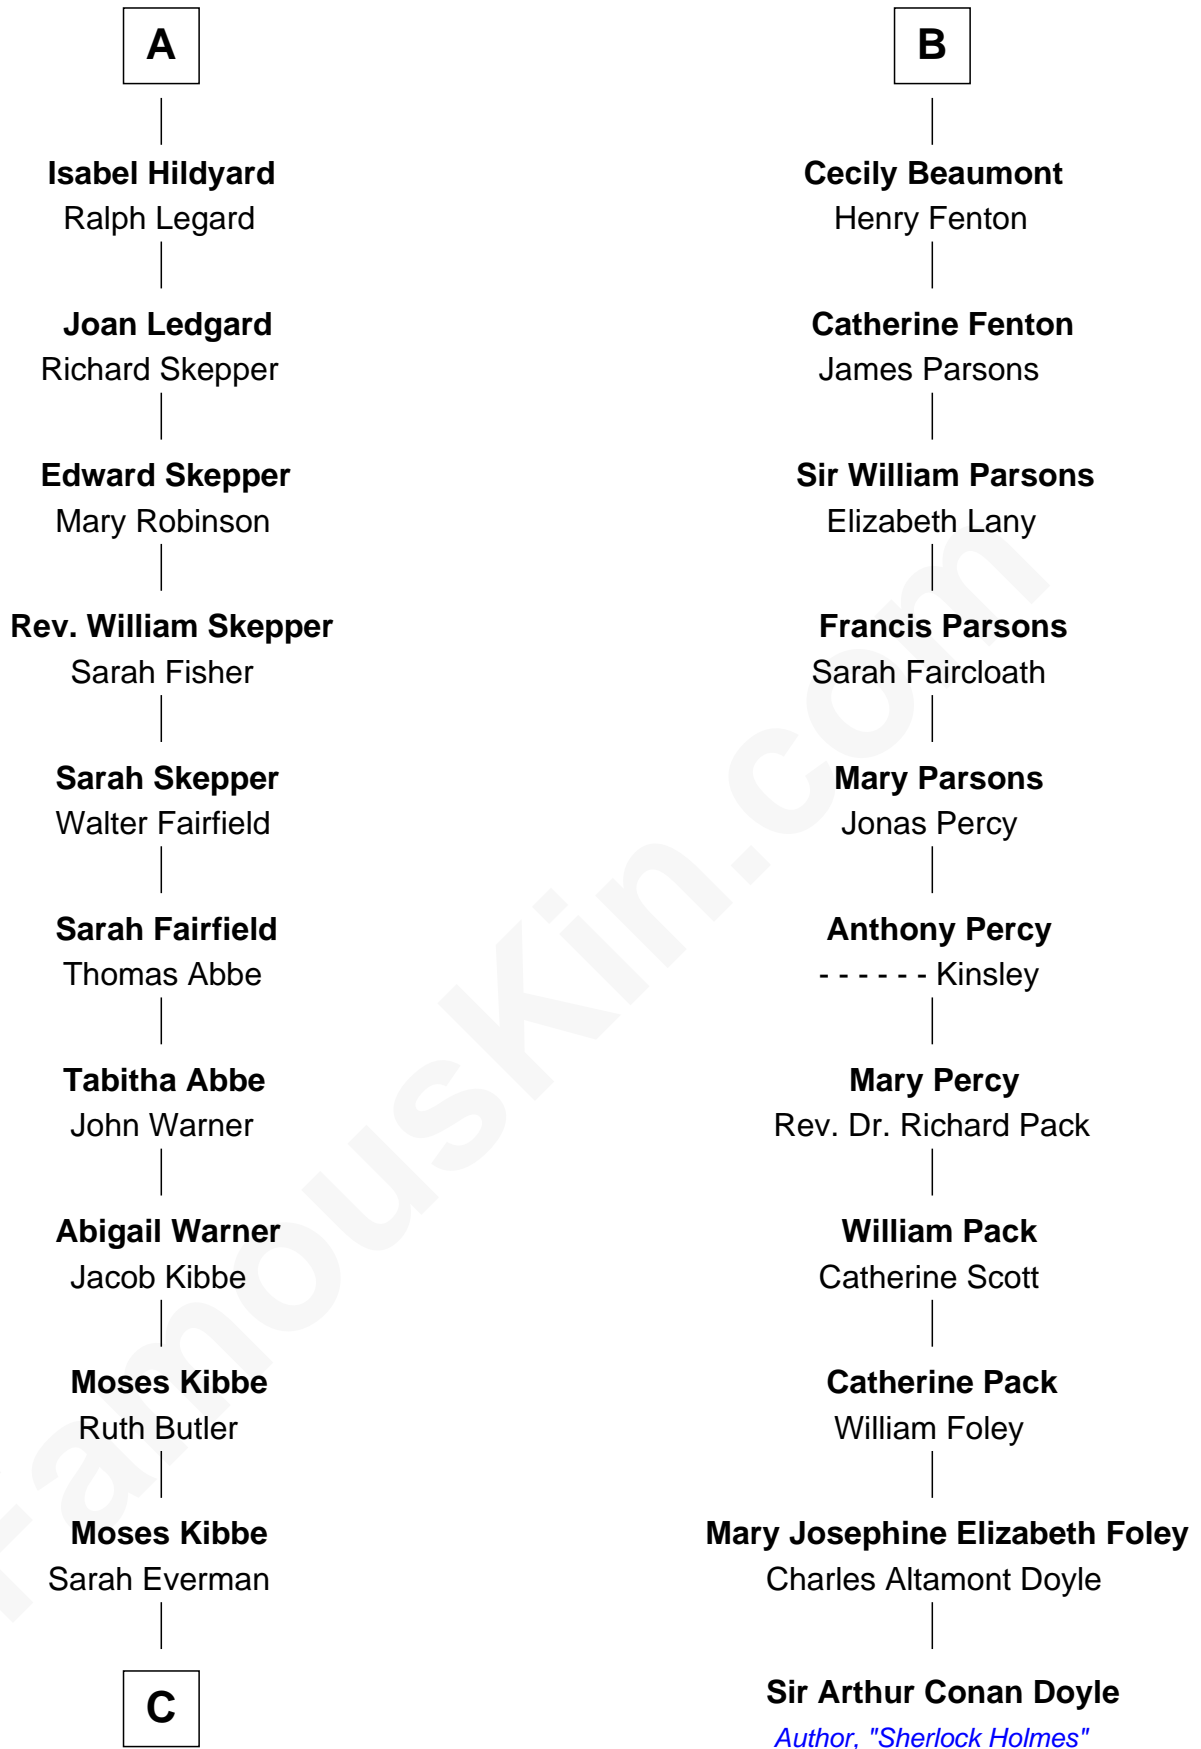 A
Isabel Hildyard
Ralph Legard
Joan Ledgard
Richard Skepper
Edward Skepper
Mary Robinson
Rev. William Skepper
Sarah Fisher
Sarah Skepper
Walter Fairfield
Sarah Fairfield
Thomas Abbe
Tabitha Abbe
John Warner
Abigail Warner
Jacob Kibbe
Moses Kibbe
Ruth Butler
Moses Kibbe
Sarah Everman
C
B
Cecily Beaumont
Henry Fenton
Catherine Fenton
James Parsons
Sir William Parsons
Elizabeth Lany
Francis Parsons
Sarah Faircloath
Mary Parsons
Jonas Percy
Anthony Percy
- - - - - - Kinsley
Mary Percy
Rev. Dr. Richard Pack
William Pack
Catherine Scott
Catherine Pack
William Foley
Mary Josephine Elizabeth Foley
Charles Altamont Doyle
Sir Arthur Conan Doyle
Author, "Sherlock Holmes"
FamousKin.com